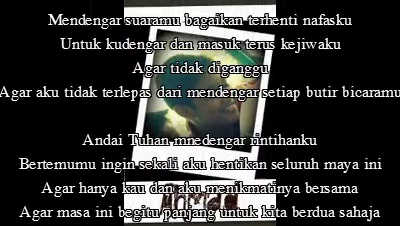 Mendengar suaramu bagaikan terhenti nafasku
Untuk kudengar dan masuk terus kejiwaku
Agar tidak diganggu
Agar aku tidak terlepas dari mendengar setiap butir bicaramu
Andai Tuhan mnedengar rintihanku
Bertemumu ingin sekali aku hentikan seluruh maya ini
Agar hanya kau dan aku menikmatinya bersama
Agar masa ini begitu panjang untuk kita berdua sahaja